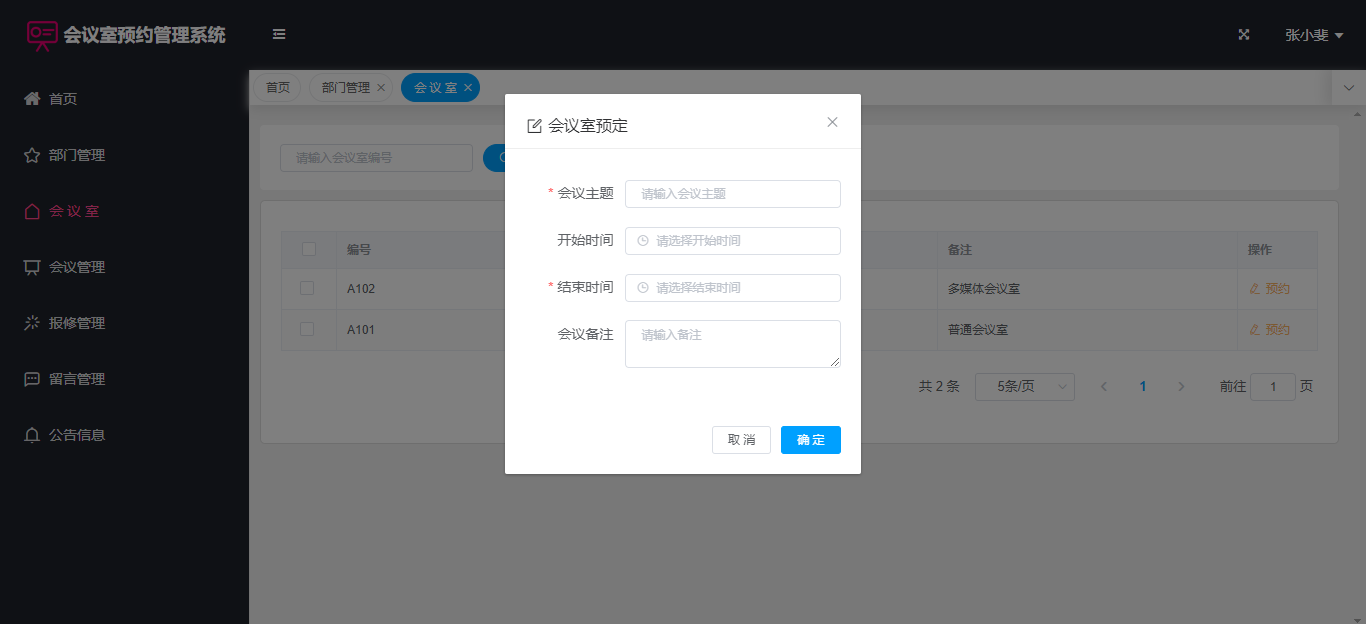 会议室预约管理系统
张小斐
首页
部门管理
会 议 室
会议管理
报修管理
留言管理
公告信息
首页 部门管理 会 议 室
请输入会议室编号
编号 备注 操作
A102 多媒体会议室 预约
A101 普通会议室 预约
共 2 条 5条/页 1 前往 1 页
会议室预定
* 会议主题 请输入会议主题
开始时间 请选择开始时间
* 结束时间 请选择结束时间
会议备注 请输入备注
取 消 确 定